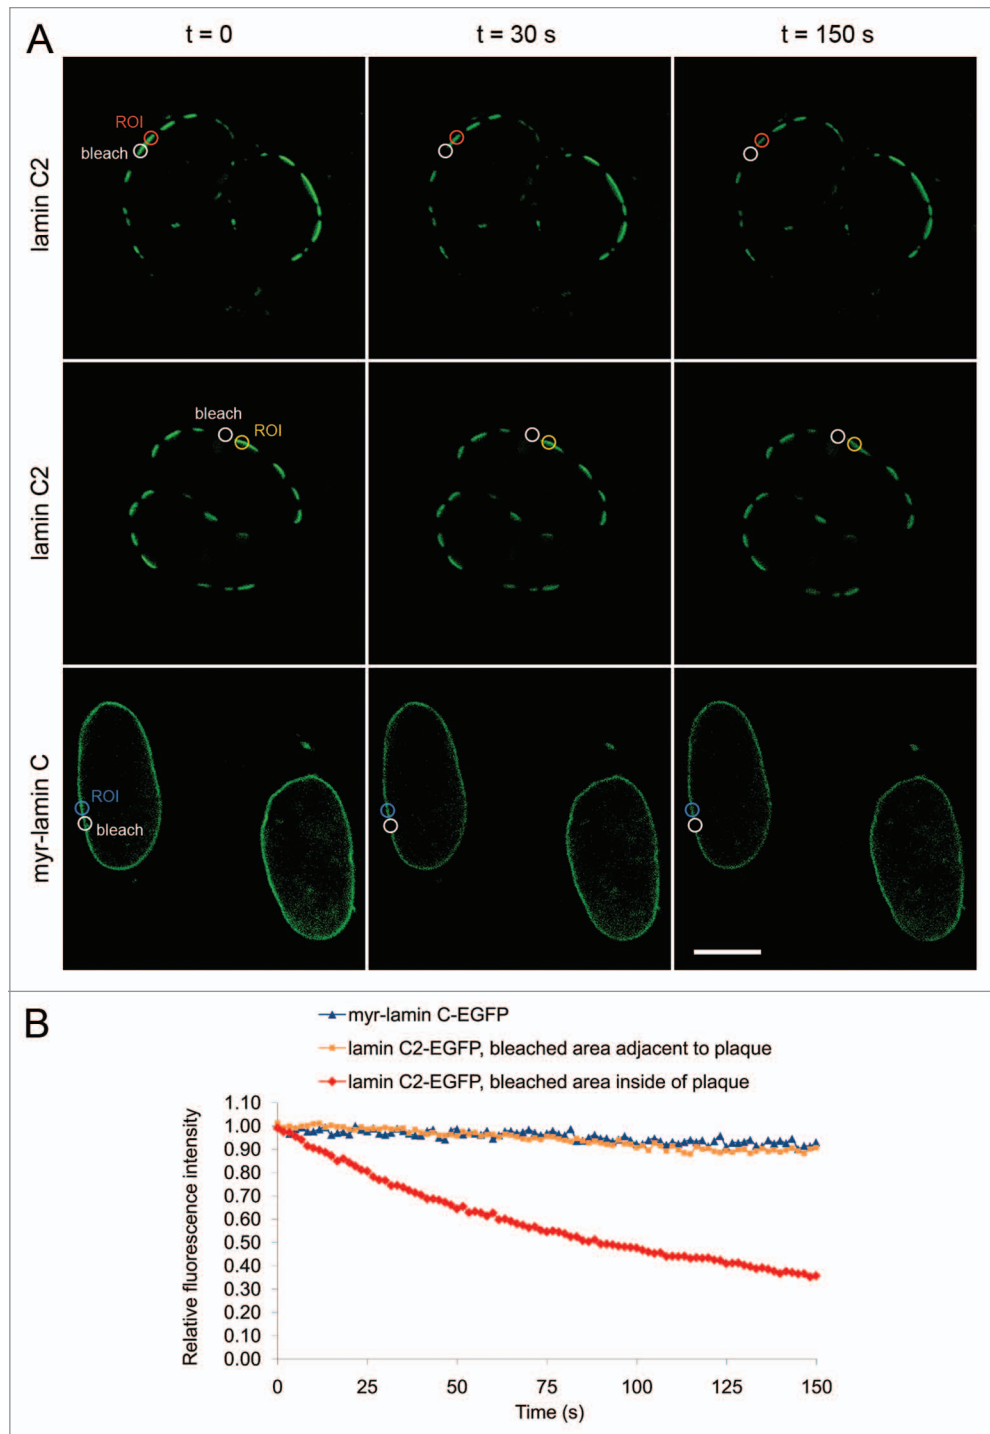 A
t = 0
t = 30 s
t = 150 s
lamin C2
ROI
bleach
lamin C2
bleach
ROI
myr-lamin C
ROI
bleach
B
myr-lamin C-EGFP
lamin C2-EGFP, bleached area adjacent to plaque
lamin C2-EGFP, bleached area inside of plaque
Relative fluorescence intensity
1.10
1.00
0.90
0.80
0.70
0.60
0.50
0.40
0.30
0.20
0.10
0.00
0 25 50 75 100 125 150
Time (s)